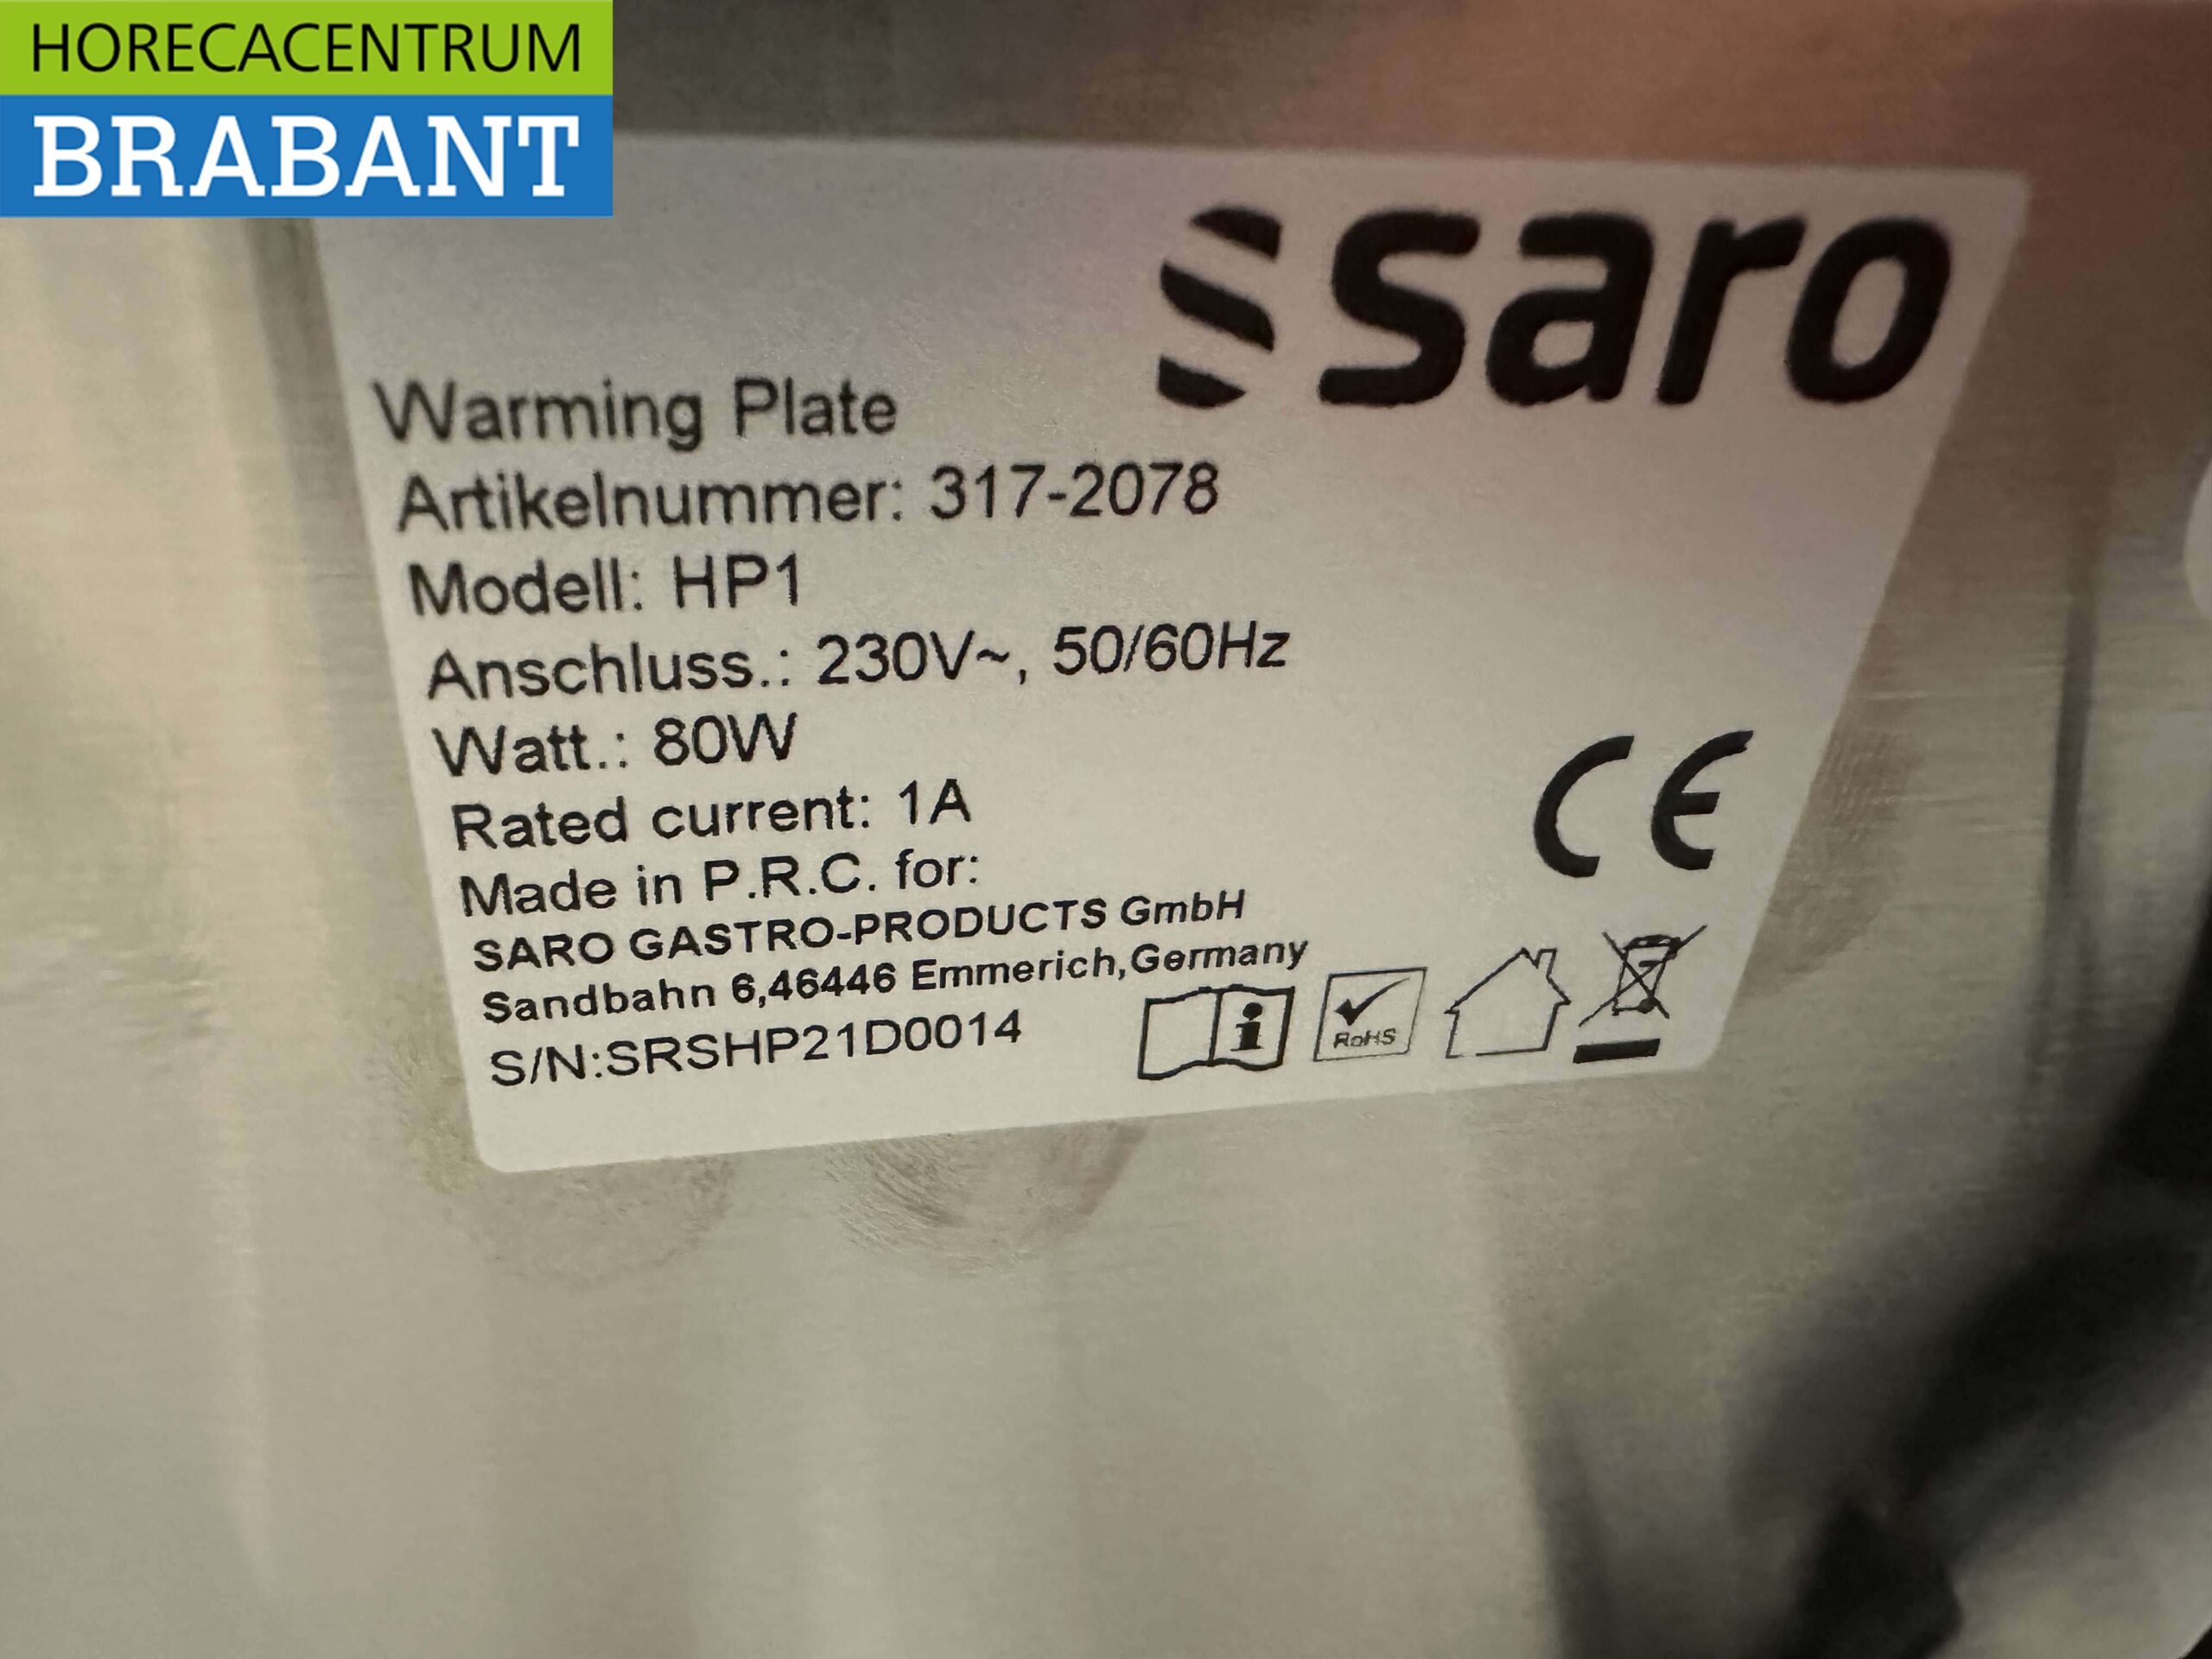 HORECACENTRUM
BRABANT
saro
Warming Plate
Artikelnummer: 317-2078
Modell: HP1
Anschluss.: 230V~, 50/60Hz
Watt.: 80W
Rated current: 1A
Made in P.R.C. for:
SARO GASTRO-PRODUCTS GmbH
Sandbahn 6,46446 Emmerich,Germany
S/N:SRSHP21D0014
CE
i
RoHS